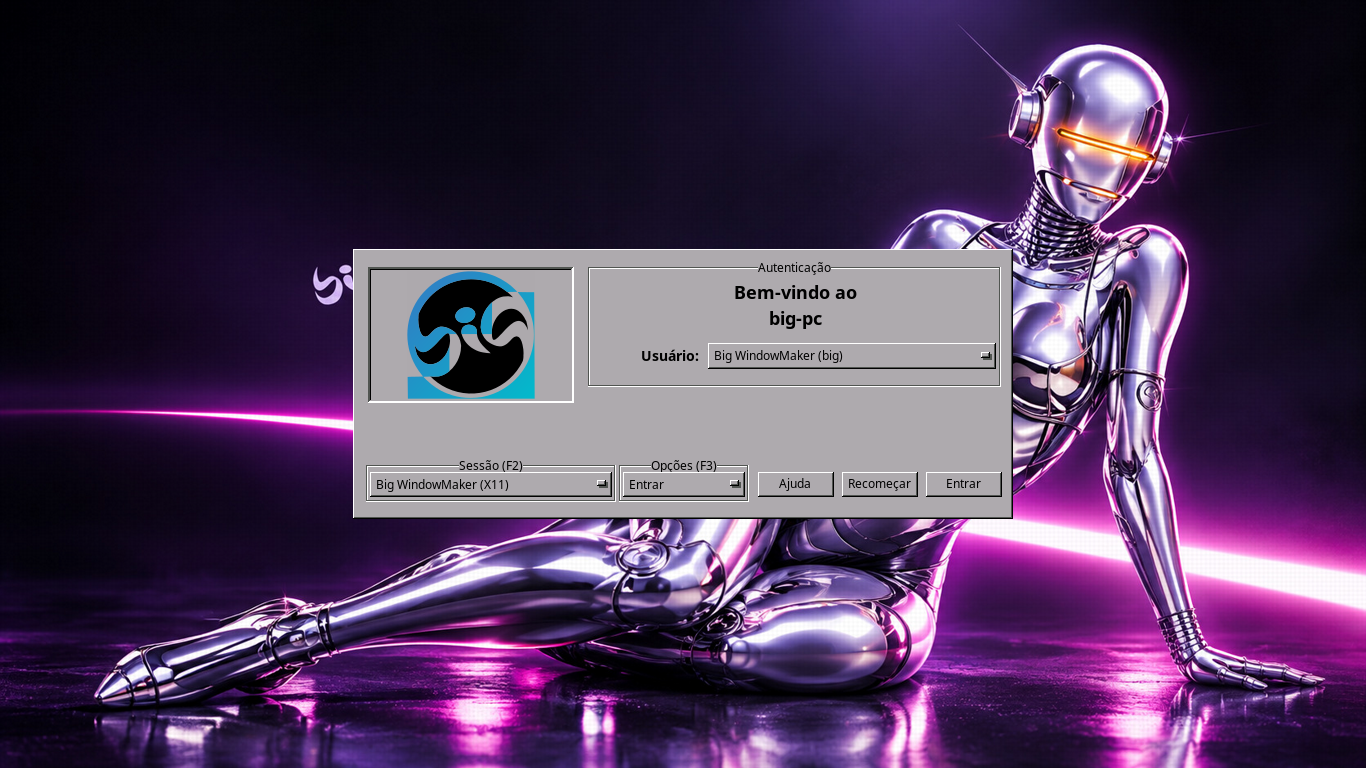 Autenticação
Bem-vindo ao
big-pc
Usuário: Big WindowMaker (big)
Sessão (F2) Opções (F3)
Big WindowMaker (X11) Entrar Ajuda Recomeçar Entrar